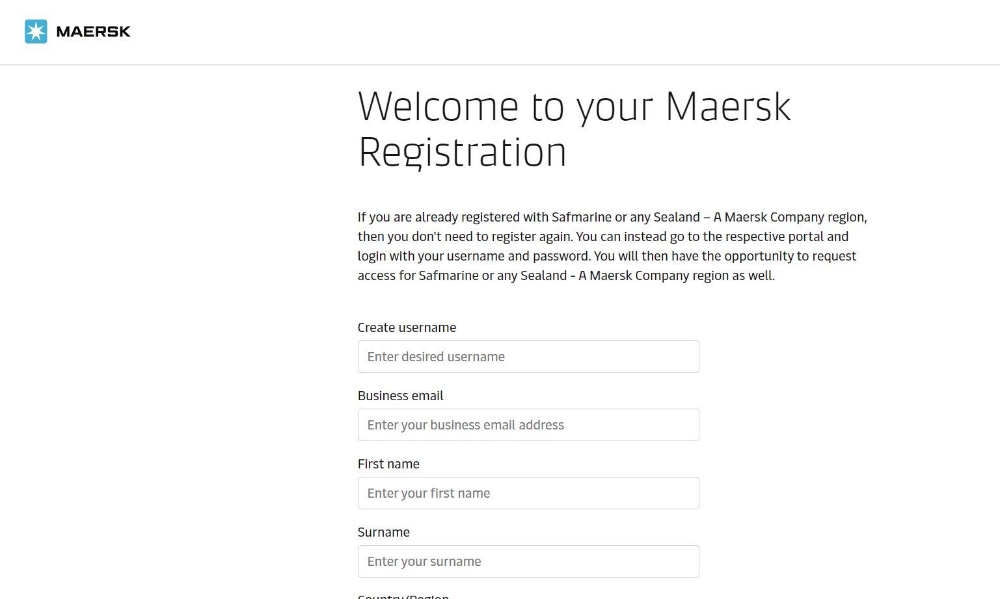 MAERSK
Welcome to your Maersk
Registration
If you are already registered with Safmarine or any Sealand – A Maersk Company region,
then you don't need to register again. You can instead go to the respective portal and
login with your username and password. You will then have the opportunity to request
access for Safmarine or any Sealand - A Maersk Company region as well.
Create username
Enter desired username
Business email
Enter your business email address
First name
Enter your first name
Surname
Enter your surname
Country/Region